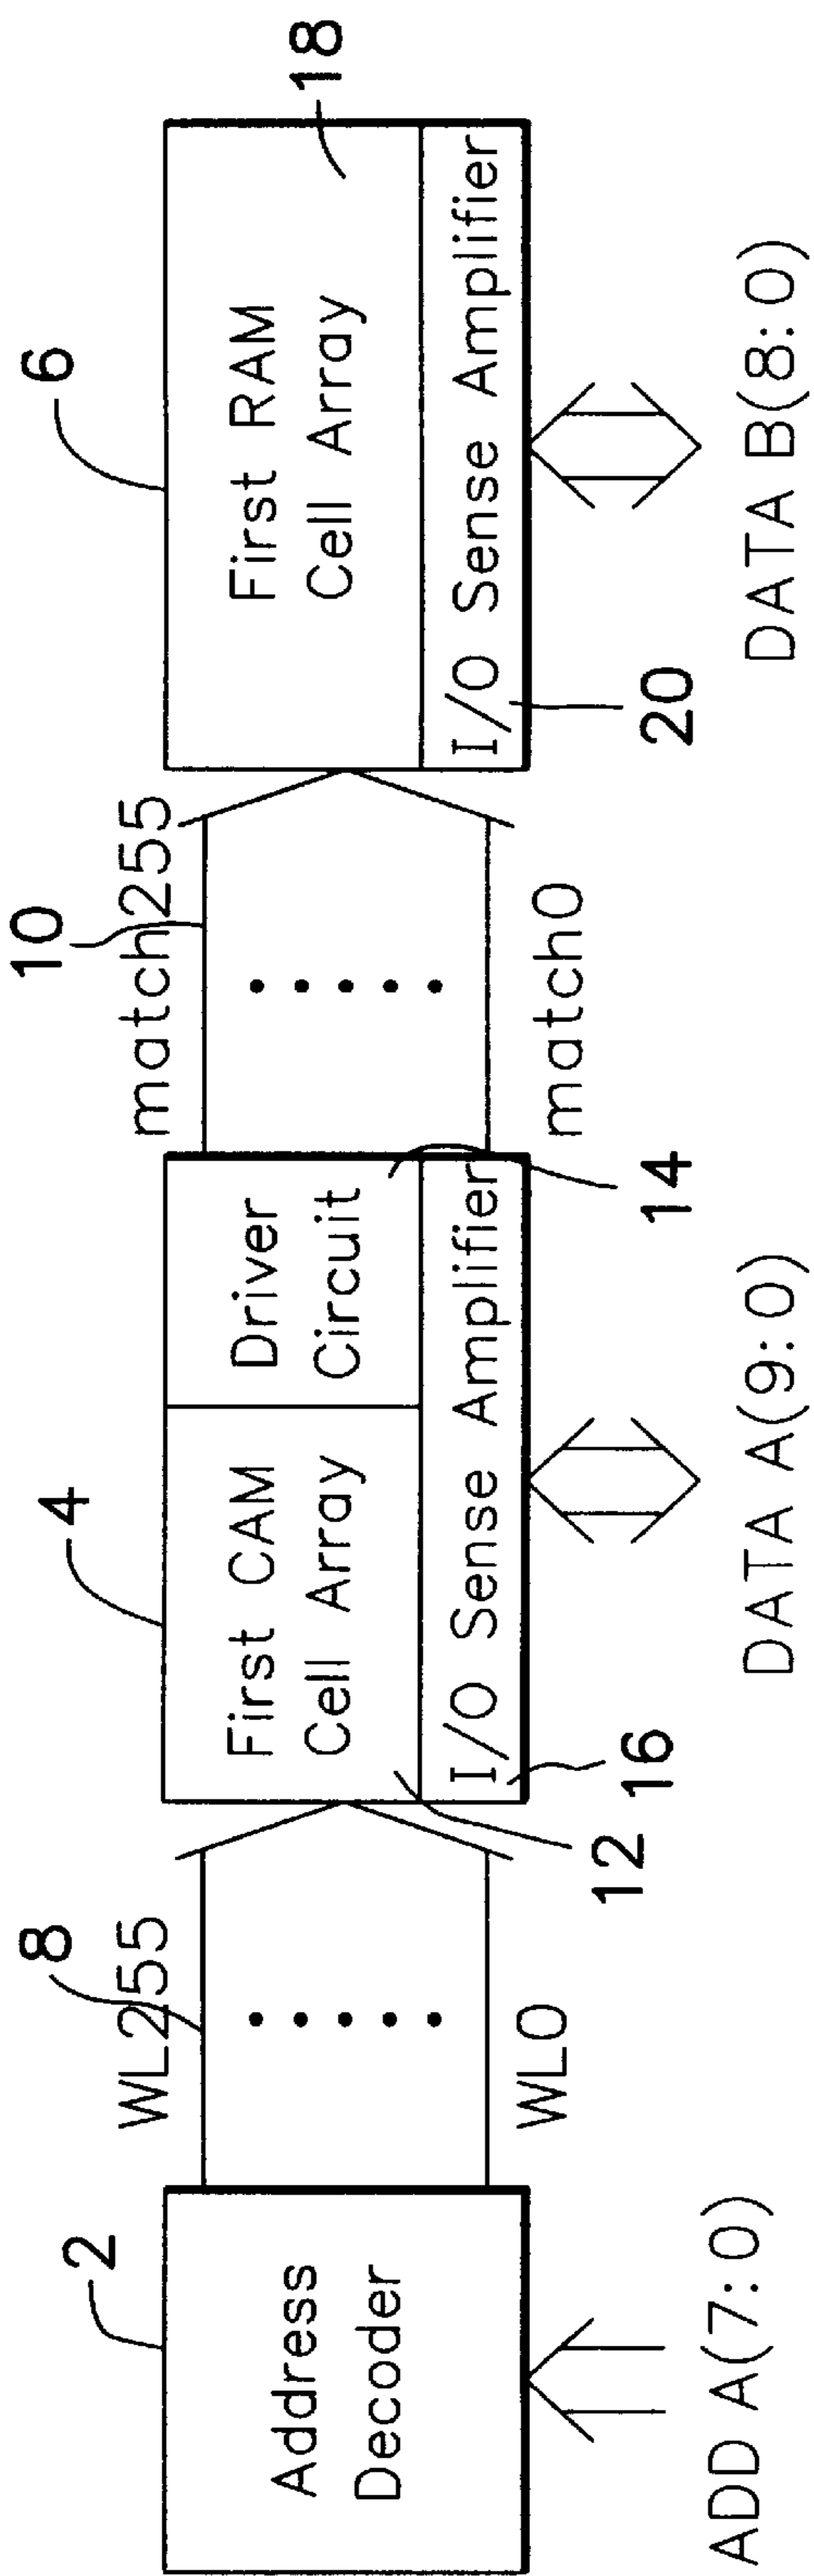 2
Address
Decoder
ADD A(7:0)
8
WL255
WL0
4
First CAM
Cell Array
Driver
Circuit
I/O Sense Amplifier
12
16
14
DATA A(9:0)
10
match255
match0
6
First RAM
Cell Array
18
I/O Sense Amplifier
20
DATA B(8:0)